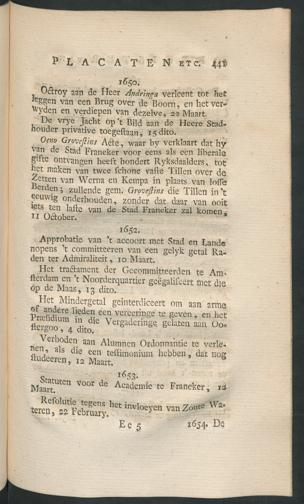 PLACATEN ETC. 441
1650.
Octroy aan de Heer Andringa verleent tot het
leggen van een Brug over de Boorn, en het ver-
wyden en verdiepen van dezelve, 22 Maart.
De vrye Jacht op 't Bild aan de Heere Stad-
houder privative toegestaan, 15 dito.
Opno Grovestins Acte, waar by verklaart dat hy
van de Stad Franeker voor eens als een liberale
gifte ontvangen heeft hondert Ryksdaalders, tot
het maken van twee schone vaste Tillen over de
Zetten van Werra en Kempa in plaats van losse
Berden; zullende gem. Grovestins die Tillen in 't
eeuwig onderhouden, zonder dat daar van ooit
iets ten laste van de Stad Franeker zal komen,
11 October.
1652.
Approbatie van 't accoort met Stad en Lande
nopens 't committeeren van een gelyk getal Ra-
den ter Admiraliteit, 10 Maart.
Het tractament der Gecommitteerden te Am-
sterdam en 't Noorderquartier geëgaliseert met die
op de Maas, 13 dito.
Het Mindergetal geinterdiceert om aan arme
of andere lieden een vereeringe te geven, en het
Præsidium in die Vergaderinge gelaten aan Oo-
stergoo, 4 dito.
Verboden aan Alumnen Ordonnantie te verle-
nen, als die een testimonium hebben, dat nog
studeeren, 12 Maart.
1653.
Statuten voor de Academie te Franeker, 12
Maart.
Resolutie tegens het invloeyen van Zoute Wa-
teren, 22 February.
Ee 5 1654. De